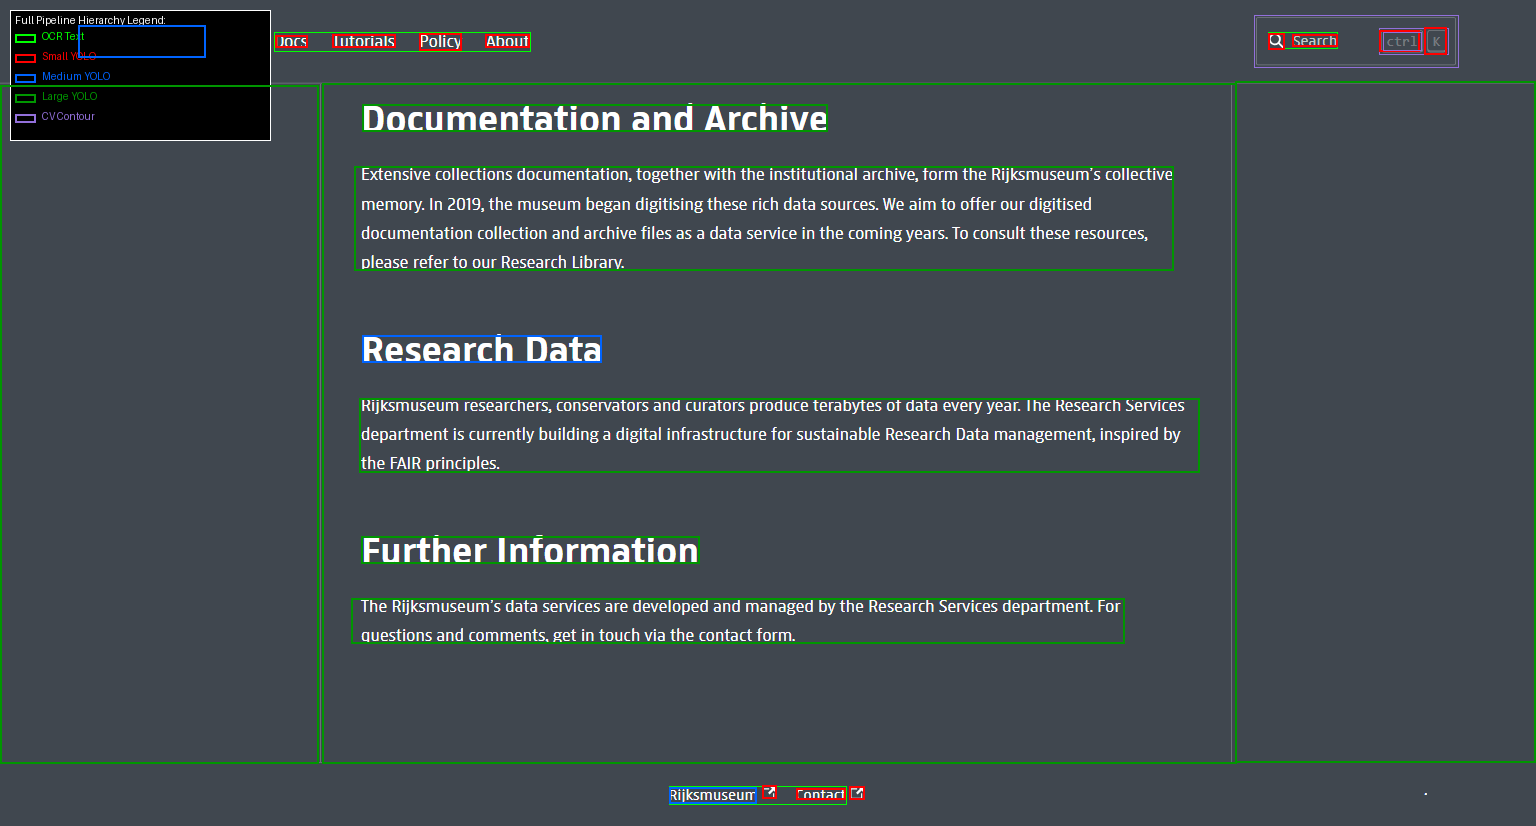 Full Pipeline Hierarchy Legend:
OCR Text
Small YOLO
Medium YOLO
Large YOLO
CV Contour
Docs Tutorials Policy About
Search ctrl K
Documentation and Archive
Extensive collections documentation, together with the institutional archive, form the Rijksmuseum's collective
memory. In 2019, the museum began digitising these rich data sources. We aim to offer our digitised
documentation collection and archive files as a data service in the coming years. To consult these resources,
please refer to our Research Library.
Research Data
Rijksmuseum researchers, conservators and curators produce terabytes of data every year. The Research Services
department is currently building a digital infrastructure for sustainable Research Data management, inspired by
the FAIR principles.
Further Information
The Rijksmuseum's data services are developed and managed by the Research Services department. For
questions and comments, get in touch via the contact form.
Rijksmuseum Contact